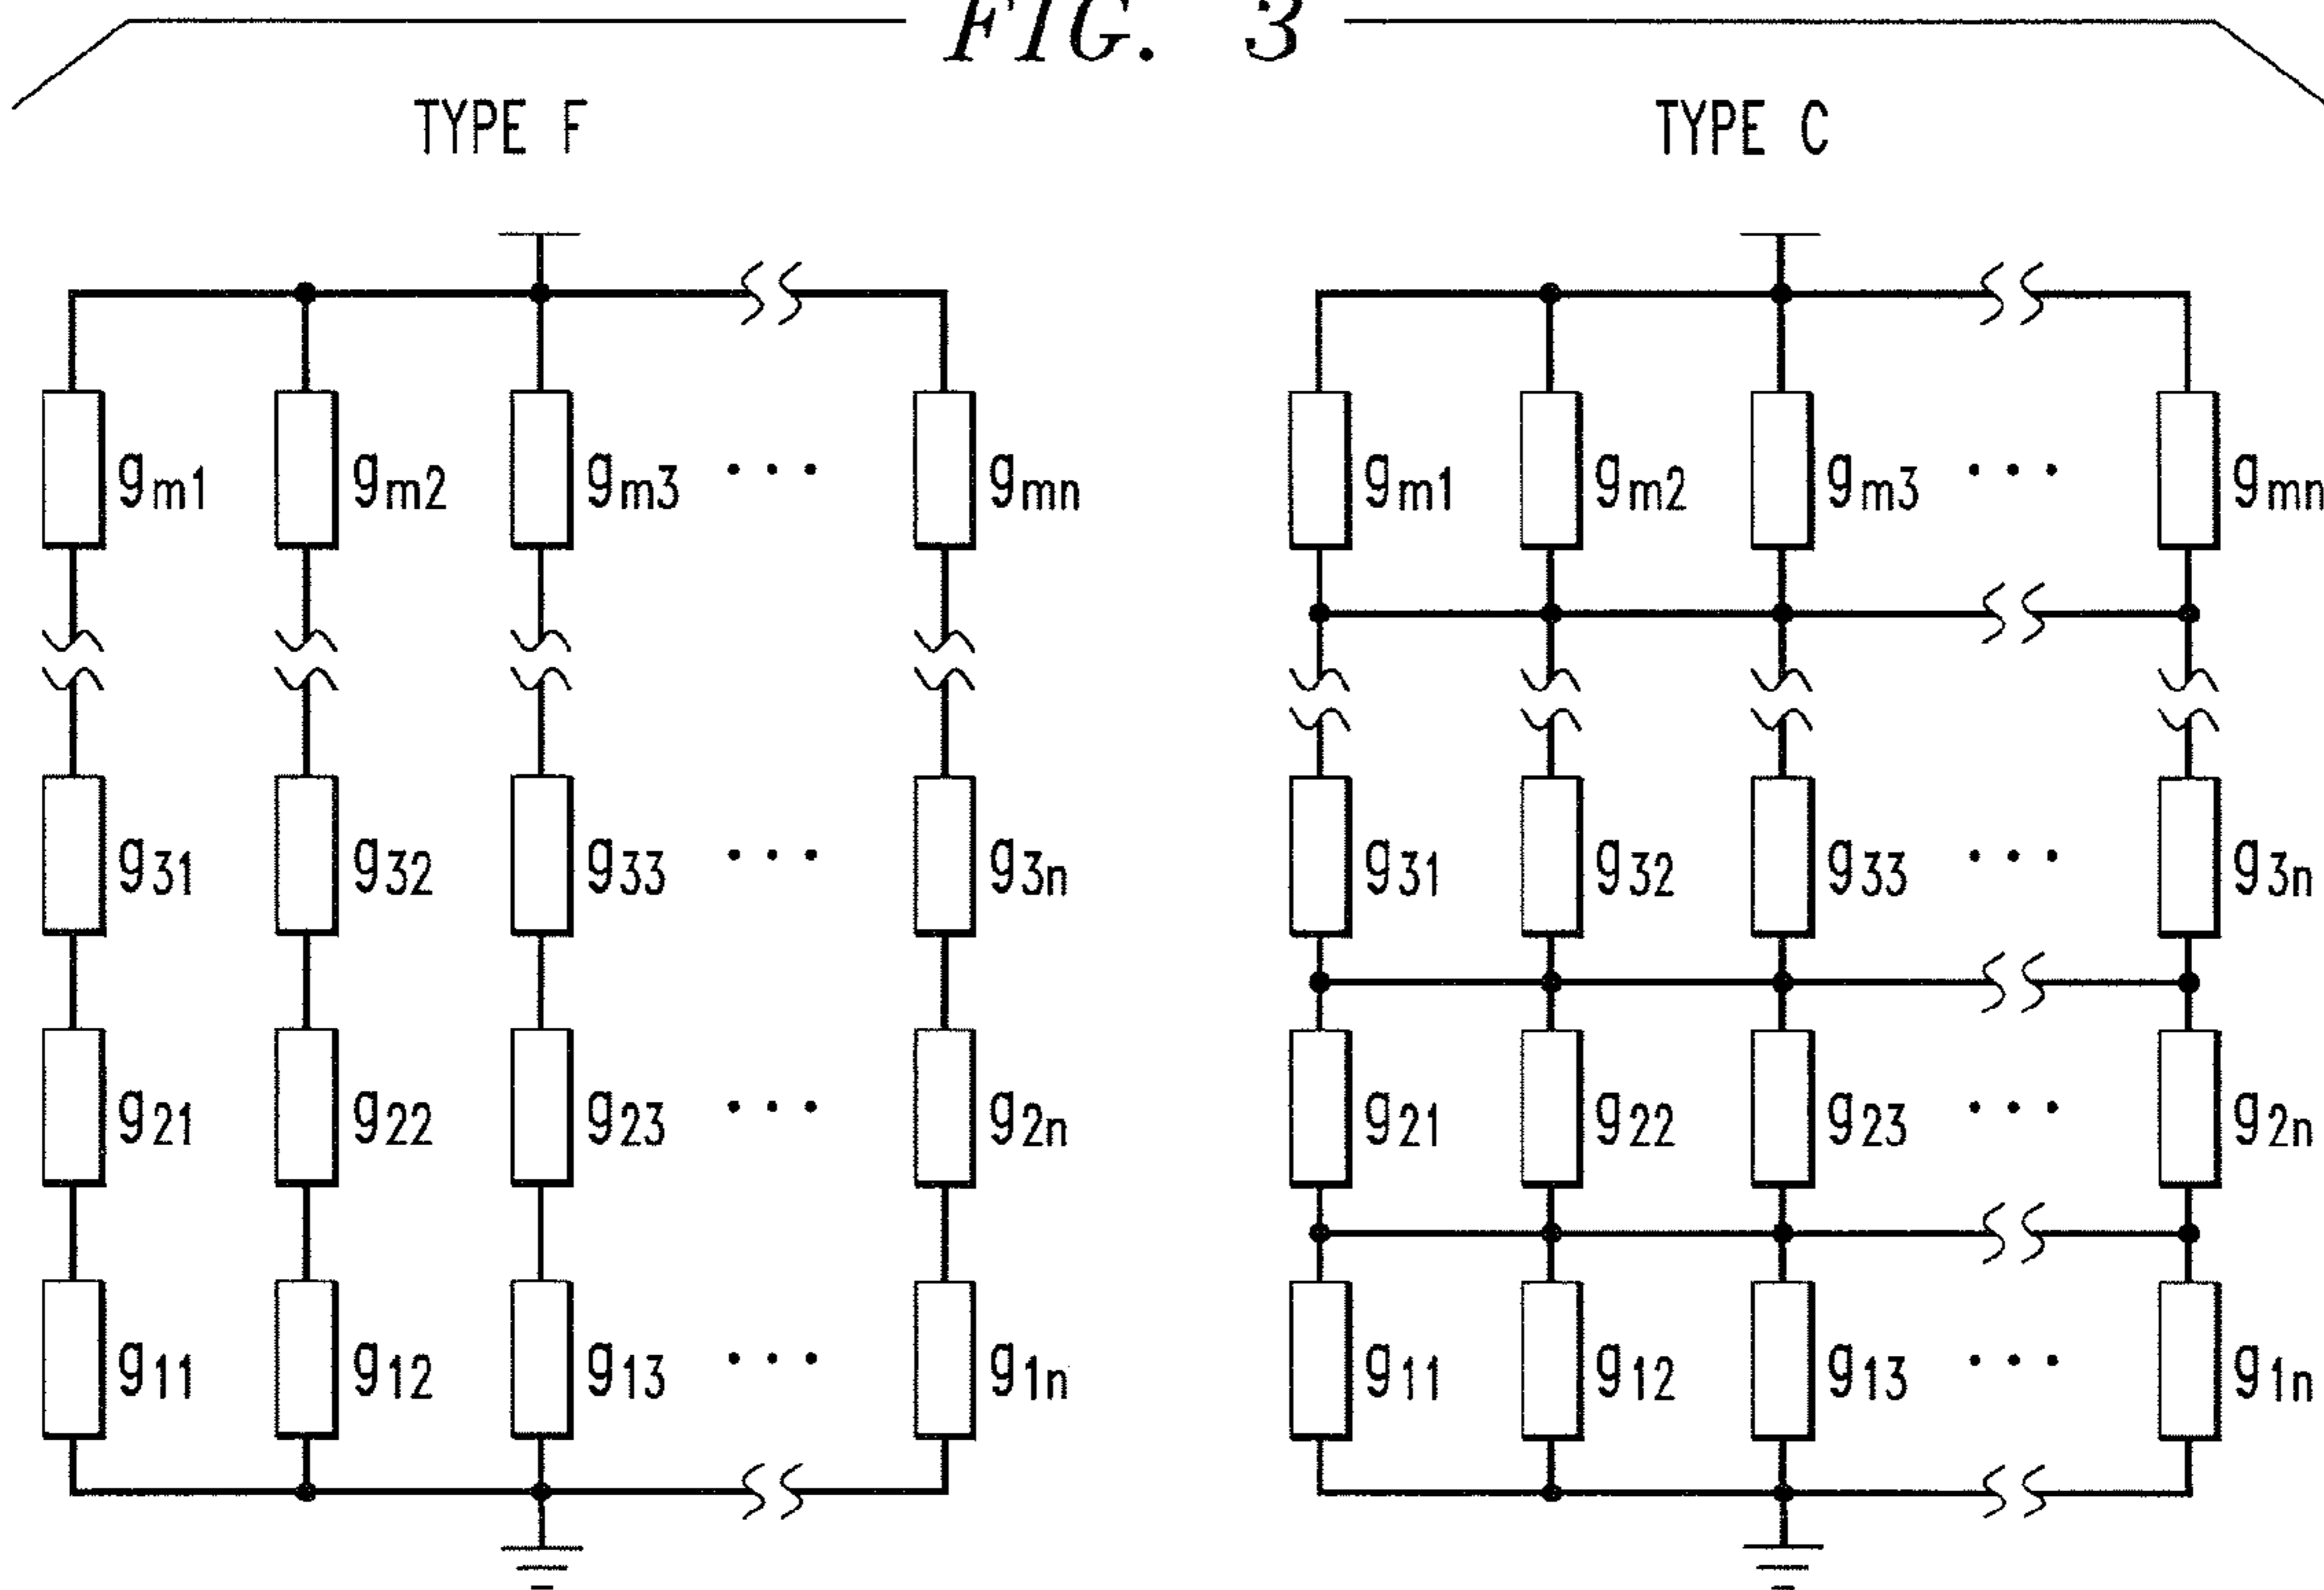 FIG. 3
TYPE F
TYPE C
gm1 gm2 gm3 ... gmn
g31 g32 g33 ... g3n
g21 g22 g23 ... g2n
g11 g12 g13 ... g1n
gm1 gm2 gm3 ... gmn
g31 g32 g33 ... g3n
g21 g22 g23 ... g2n
g11 g12 g13 ... g1n